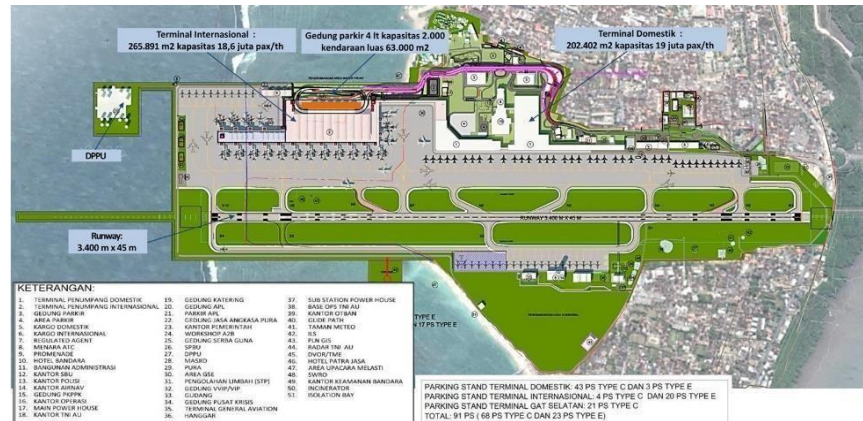 Terminal Internasional :
265.891 m2 kapasitas 18,6 juta pax/th
Gedung parkir 4 lt kapasitas 2.000
kendaraan luas 63.000 m2
Terminal Domestik :
202.402 m2 kapasitas 19 juta pax/th
DPPU
RUNWAY 3.400 M X 45 M
Runway:
3.400 m x 45 m
TYPE E
N 17 PS TYPE E
KETERANGAN:
1. TERMINAL PENUMPANG DOMESTIK
2. TERMINAL PENUMPANG INTERNASIONAL
3. GEDUNG PARKIR
4. AREA PARKIR
5. KARGO DOMESTIK
6. KARGO INTERNASIONAL
7. REGULATED AGENT
8. MENARA ATC
9. PROMENADE
10. HOTEL BANDARA
11. BANGUNAN ADMINISTRASI
12. KANTOR SBU
13. KANTOR POLISI
14. KANTOR AIRNAV
15. GEDUNG PKPPK
16. KANTOR OPERASI
17. MAIN POWER HOUSE
18. KANTOR TNI AU
19. GEDUNG KATERING
20. GEDUNG APL
21. PARKIR APL
22. GEDUNG JASA ANGKASA PURA
23. KANTOR PEMERINTAH
24. WORKSHOP A2B
25. GEDUNG SERBA GUNA
26. SPBU
27. DPPU
28. MASJID
29. PURA
30. AREA GSE
31. PENGOLAHAN LIMBAH (STP)
32. GEDUNG VVIP/VIP
33. GUDANG
34. GEDUNG PUSAT KRISIS
35. TERMINAL GENERAL AVIATION
36. HANGGAR
37. SUB STATION POWER HOUSE
38. BASE OPS TNI AU
39. KANTOR OTBAN
40. GLIDE PATH
41. TAMAN METEO
42. ILS
43. PLN GIS
44. RADAR TNI AU
45. DVOR/TME
46. HOTEL PATRA JASA
47. AREA UPACARA MELASTI
48. SWRO
49. KANTOR KEAMANAN BANDARA
50. INCINERATOR
51. ISOLATION BAY
PARKING STAND TERMINAL DOMESTIK: 43 PS TYPE C DAN 3 PS TYPE E
PARKING STAND TERMINAL INTERNASIONAL: 4 PS TYPE C DAN 20 PS TYPE E
PARKING STAND TERMINAL GAT SELATAN: 21 PS TYPE C
TOTAL: 91 PS ( 68 PS TYPE C DAN 23 PS TYPE E)